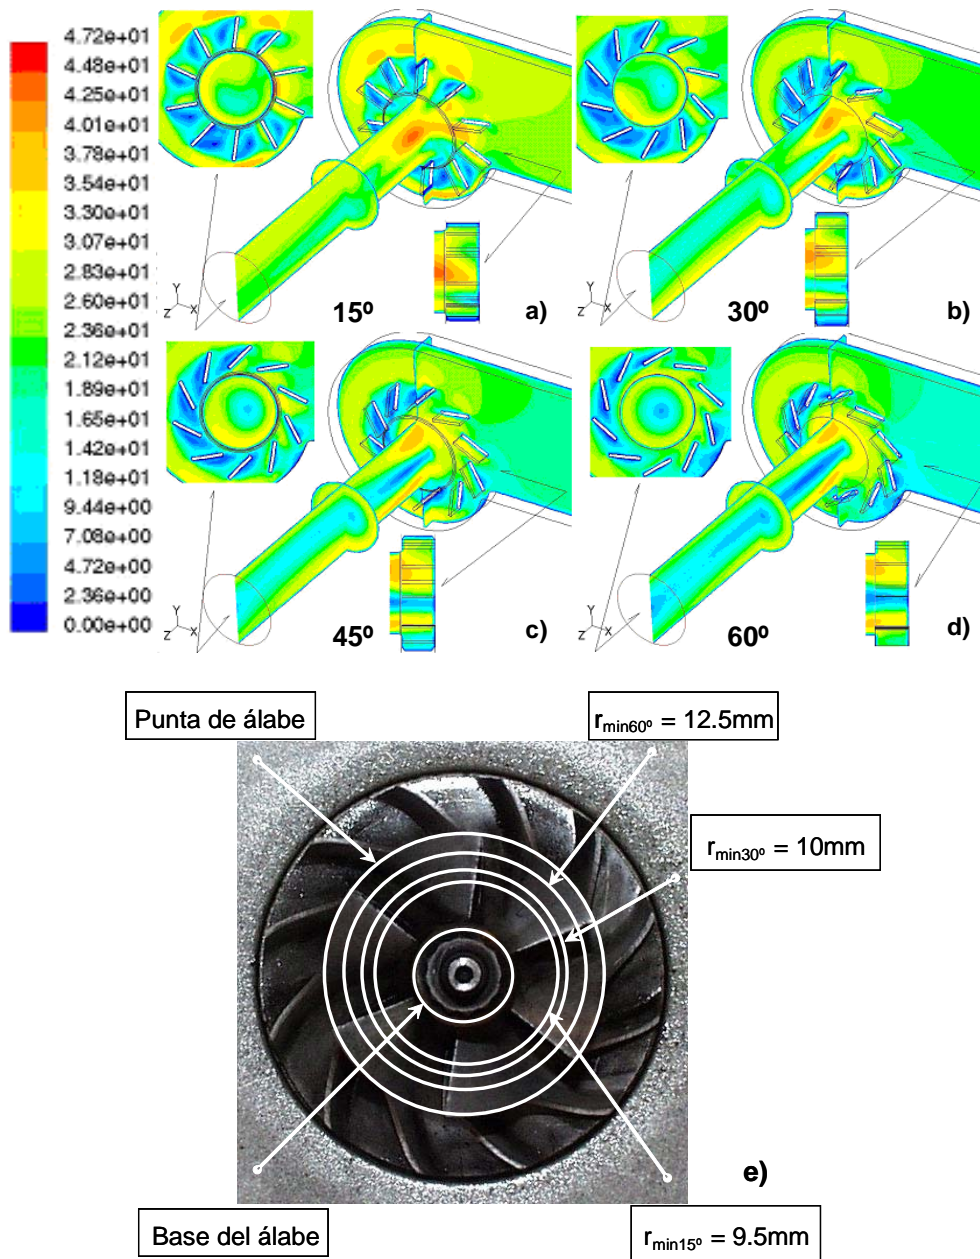 4.72e+01
4.48e+01
4.25e+01
4.01e+01
3.78e+01
3.54e+01
3.30e+01
3.07e+01
2.83e+01
2.60e+01
2.36e+01
2.12e+01
1.89e+01
1.65e+01
1.42e+01
1.18e+01
9.44e+00
7.08e+00
4.72e+00
2.36e+00
0.00e+00
Y
Z X
15º
a)
Y
Z X
30º
b)
Y
Z X
45º
c)
Y
Z X
60º
d)
Punta de álabe
rmin60º = 12.5mm
rmin30º = 10mm
e)
Base del álabe
rmin15º = 9.5mm